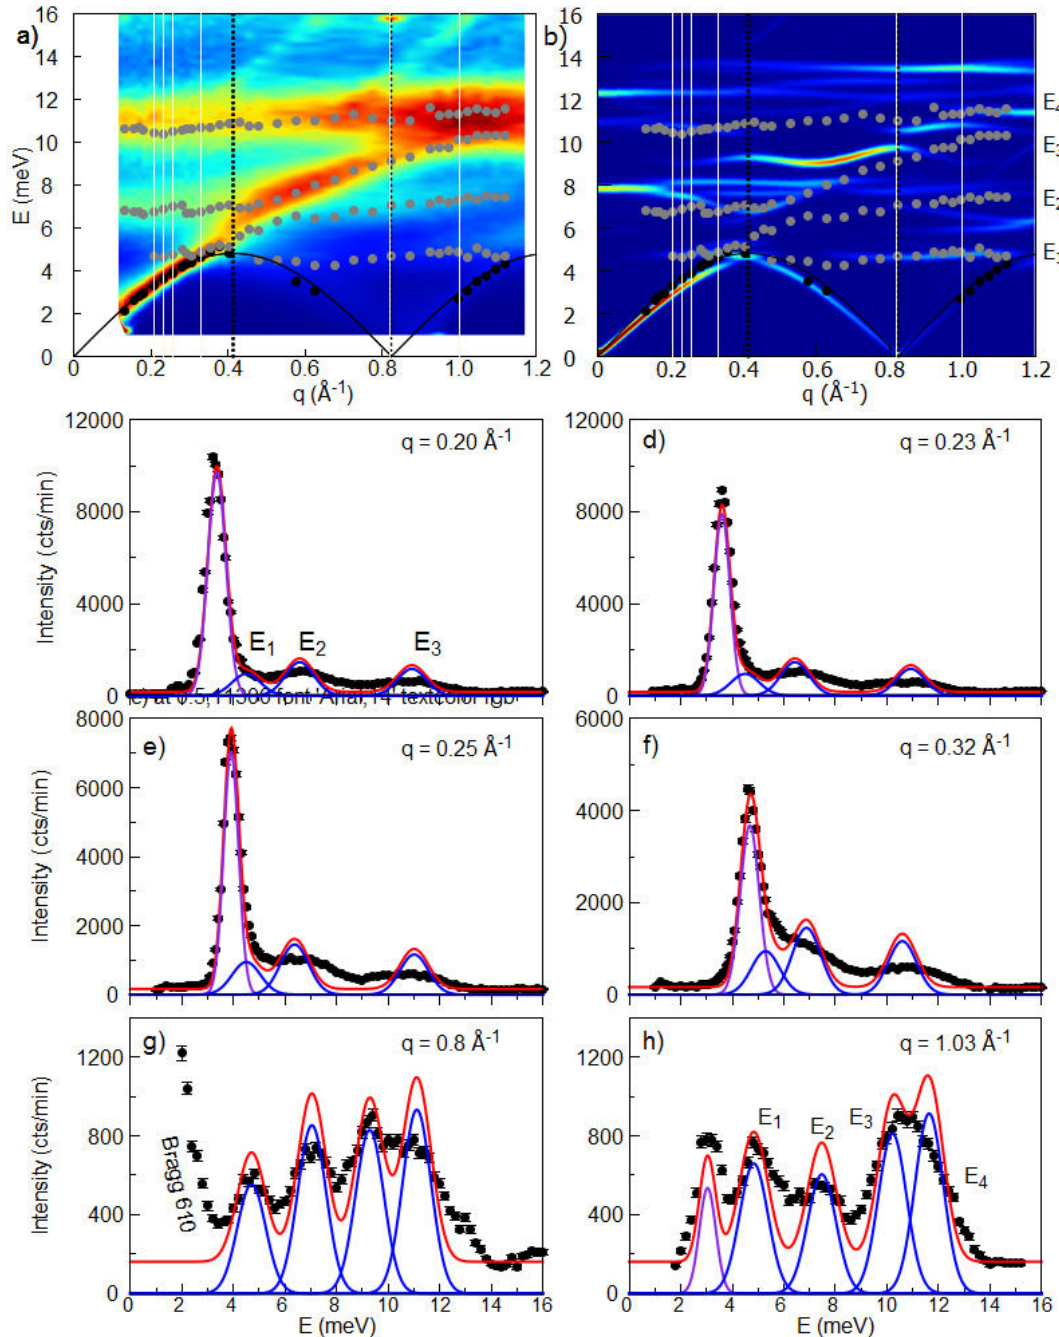 a)
16
14
12
10
8
6
4
2
0
E (meV)
0
0.2
0.4
0.6
0.8
1.0
1.2
q (Å⁻¹)
b)
16
14
12
10
8
6
4
2
0
E₄
E₃
E₂
E₁
0
0.2
0.4
0.6
0.8
1.0
1.2
q (Å⁻¹)
12000
8000
4000
0
Intensity (cts/min)
q = 0.20 Å⁻¹
E₁ E₂ E₃
d)
12000
8000
4000
0
q = 0.23 Å⁻¹
e)
8000
6000
4000
2000
0
Intensity (cts/min)
q = 0.25 Å⁻¹
f)
6000
4000
2000
0
q = 0.32 Å⁻¹
g)
1200
800
400
0
Intensity (cts/min)
q = 0.8 Å⁻¹
Bragg 610
0 2 4 6 8 10 12 14 16
E (meV)
h)
1200
800
400
0
q = 1.03 Å⁻¹
E₁
E₂
E₃
E₄
0 2 4 6 8 10 12 14 16
E (meV)